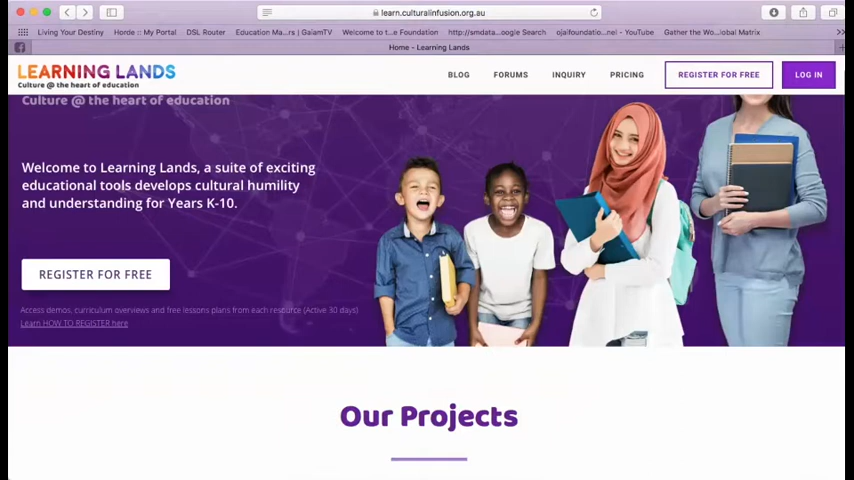 learn.culturalinfusion.org.au
Living Your Destiny
Horde :: My Portal
DSL Router
Education Ma...rs | GaiamTV
Welcome to t...e Foundation
http://smdata...oogle Search
ojaifoundatio...nel - YouTube
Gather the Wo...lobal Matrix
Home - Learning Lands
LEARNING LANDS
Culture @ the heart of education
BLOG
FORUMS
INQUIRY
PRICING
REGISTER FOR FREE
LOG IN
Culture @ the heart of education
Welcome to Learning Lands, a suite of exciting
educational tools develops cultural humility
and understanding for Years K-10.
REGISTER FOR FREE
Access demos, curriculum overviews and free lessons plans from each resource (Active 30 days)
Learn HOW TO REGISTER here
Our Projects